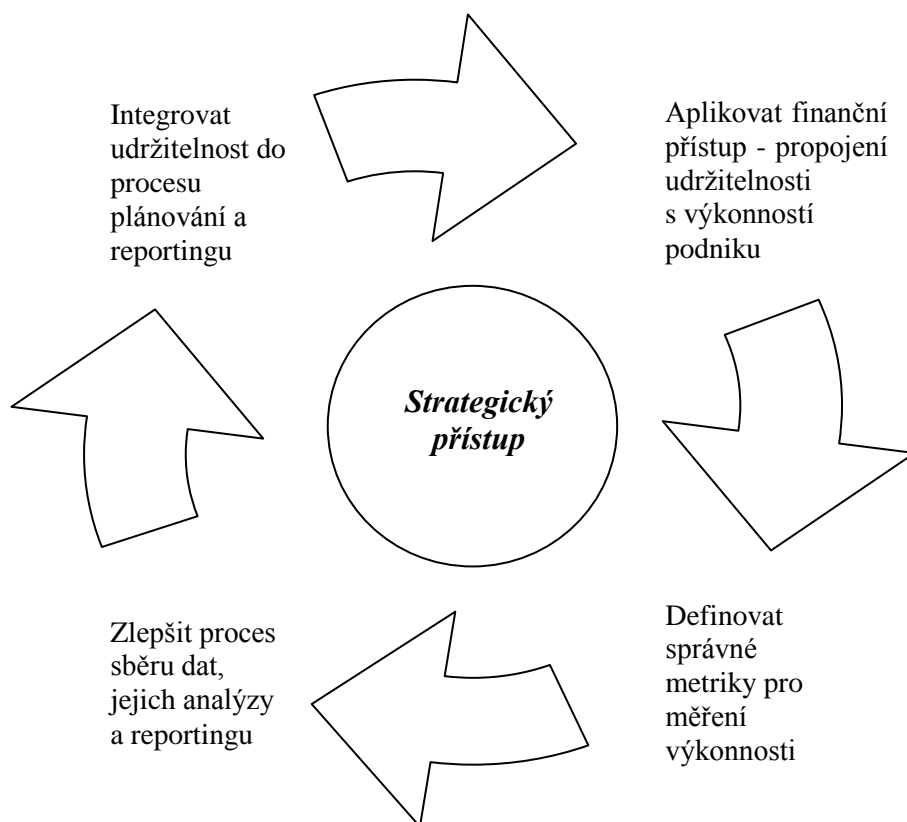 Integrovat
udržitelnost do
procesu
plánování a
reportingu
Aplikovat finanční
přístup - propojení
udržitelnosti
s výkonností
podniku
Strategický
přístup
Zlepšit proces
sběru dat,
jejich analýzy
a reportingu
Definovat
správné
metriky pro
měření
výkonnosti